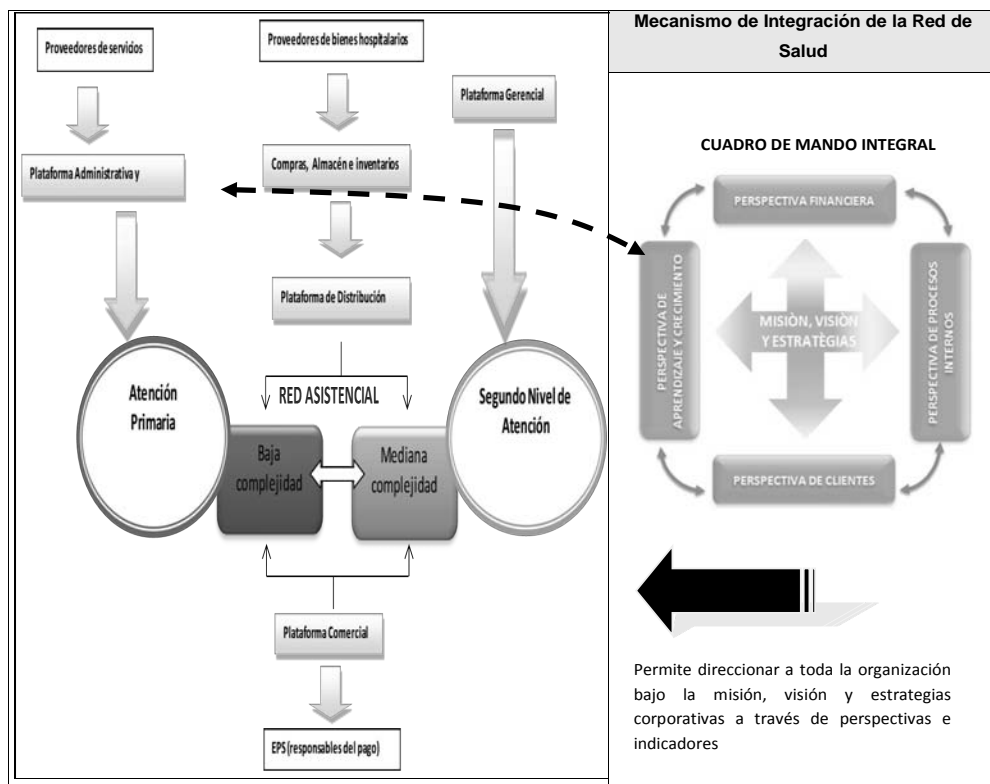 Proveedores de servicios
Proveedores de bienes hospitalarios
Plataforma Gerencial
Plataforma Administrativa y
Compras, Almacén e inventarios
Plataforma de Distribución
RED ASISTENCIAL
Atención
Primaria
Segundo Nivel de
Atención
Baja
complejidad
Mediana
complejidad
Plataforma Comercial
EPS (responsables del pago)
Mecanismo de Integración de la Red de
Salud
CUADRO DE MANDO INTEGRAL
PERSPECTIVA FINANCIERA
PERSPECTIVA DE
APRENDIZAJE Y CRECIMIENTO
MISIÒN, VISIÒN
Y ESTRATÈGIAS
PERSPECTIVA DE PROCESOS
INTERNOS
PERSPECTIVA DE CLIENTES
Permite direccionar a toda la organización
bajo la misión, visión y estrategias
corporativas a través de perspectivas e
indicadores